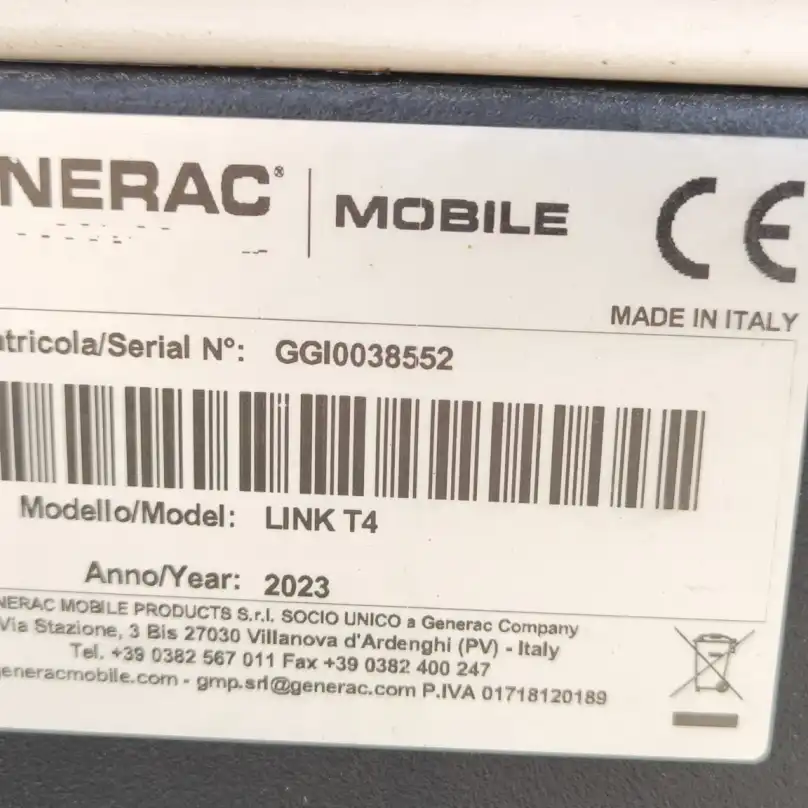 NERAC® MOBILE CE
MADE IN ITALY
atricola/Serial N°: GGI0038552
Modello/Model: LINK T4
Anno/Year: 2023
NERAC MOBILE PRODUCTS S.r.l. SOCIO UNICO a Generac Company
Via Stazione, 3 Bis 27030 Villanova d'Ardenghi (PV) - Italy
Tel. +39 0382 567 011 Fax +39 0382 400 247
eneracmobile.com - gmp.srl@generac.com P.IVA 01718120189